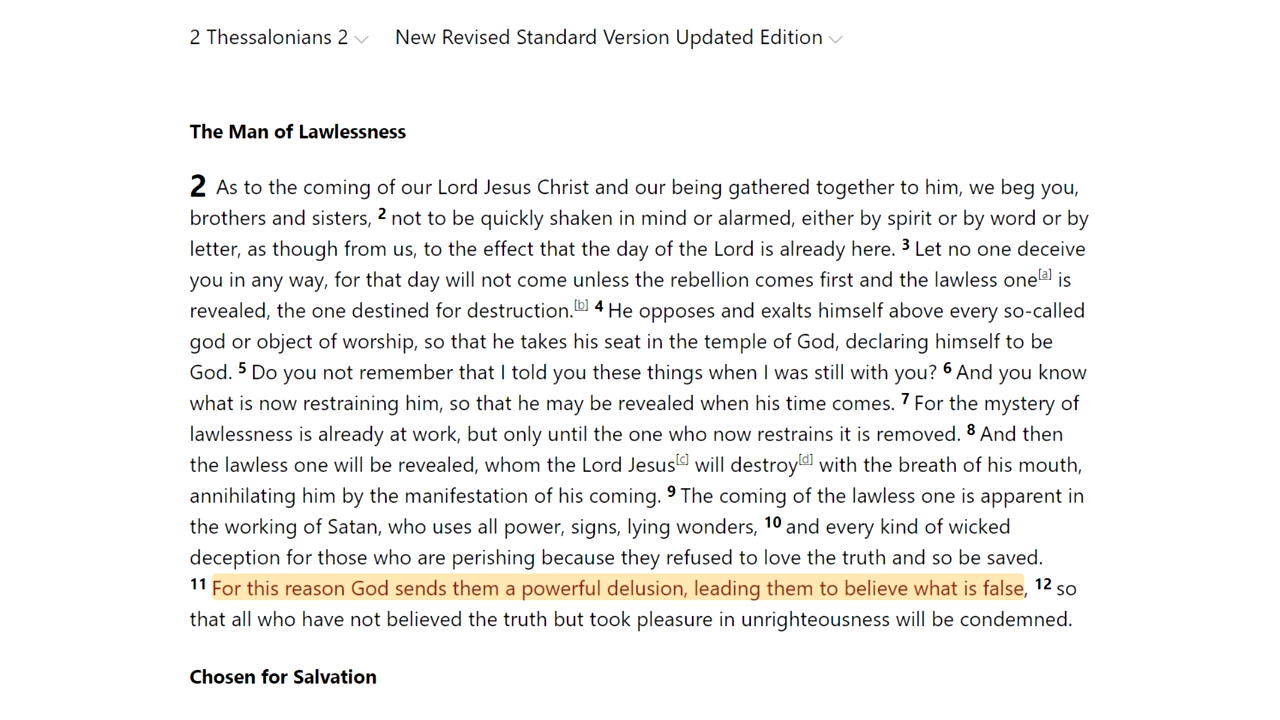 2 Thessalonians 2 New Revised Standard Version Updated Edition
The Man of Lawlessness
2 As to the coming of our Lord Jesus Christ and our being gathered together to him, we beg you,
brothers and sisters, 2 not to be quickly shaken in mind or alarmed, either by spirit or by word or by
letter, as though from us, to the effect that the day of the Lord is already here. 3 Let no one deceive
you in any way, for that day will not come unless the rebellion comes first and the lawless one[a] is
revealed, the one destined for destruction.[b] 4 He opposes and exalts himself above every so-called
god or object of worship, so that he takes his seat in the temple of God, declaring himself to be
God. 5 Do you not remember that I told you these things when I was still with you? 6 And you know
what is now restraining him, so that he may be revealed when his time comes. 7 For the mystery of
lawlessness is already at work, but only until the one who now restrains it is removed. 8 And then
the lawless one will be revealed, whom the Lord Jesus[c] will destroy[d] with the breath of his mouth,
annihilating him by the manifestation of his coming. 9 The coming of the lawless one is apparent in
the working of Satan, who uses all power, signs, lying wonders, 10 and every kind of wicked
deception for those who are perishing because they refused to love the truth and so be saved.
11 For this reason God sends them a powerful delusion, leading them to believe what is false, 12 so
that all who have not believed the truth but took pleasure in unrighteousness will be condemned.
Chosen for Salvation